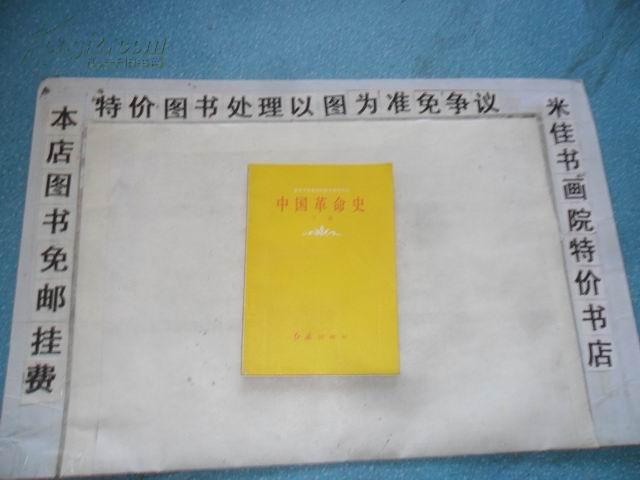 特价图书处理以图为准免争议
本店图书免邮挂费
米佳书画院特价书店
中国革命史